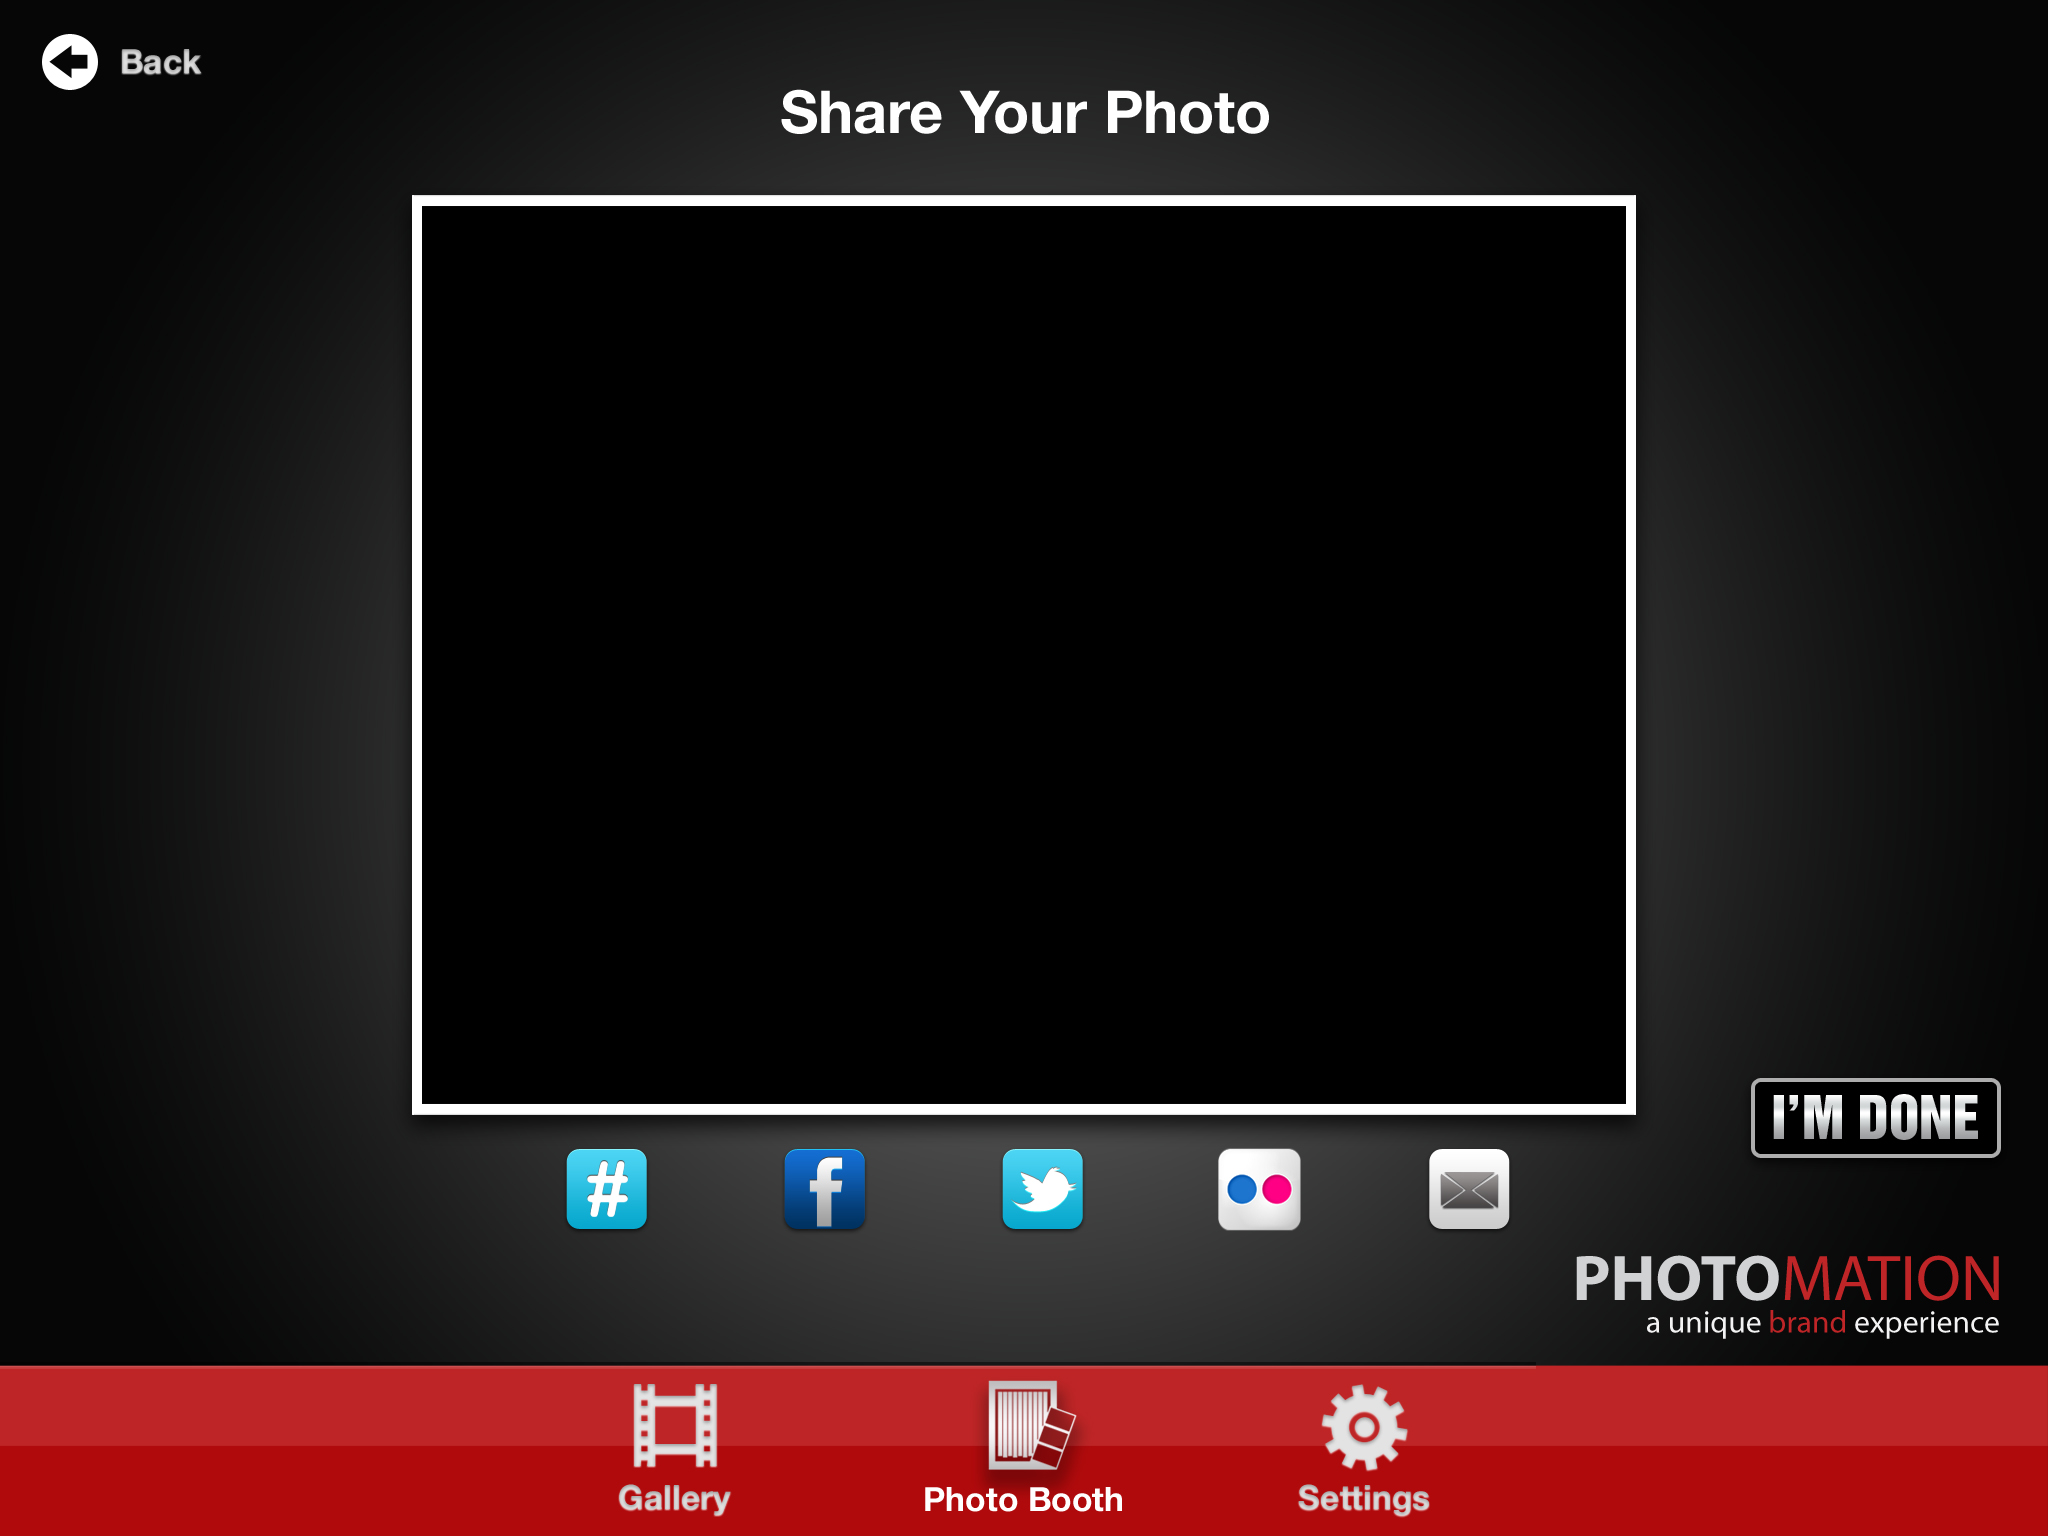 Back
Share Your Photo
I'M DONE
#
f
PHOTOMATION
a unique brand experience
Gallery
Photo Booth
Settings